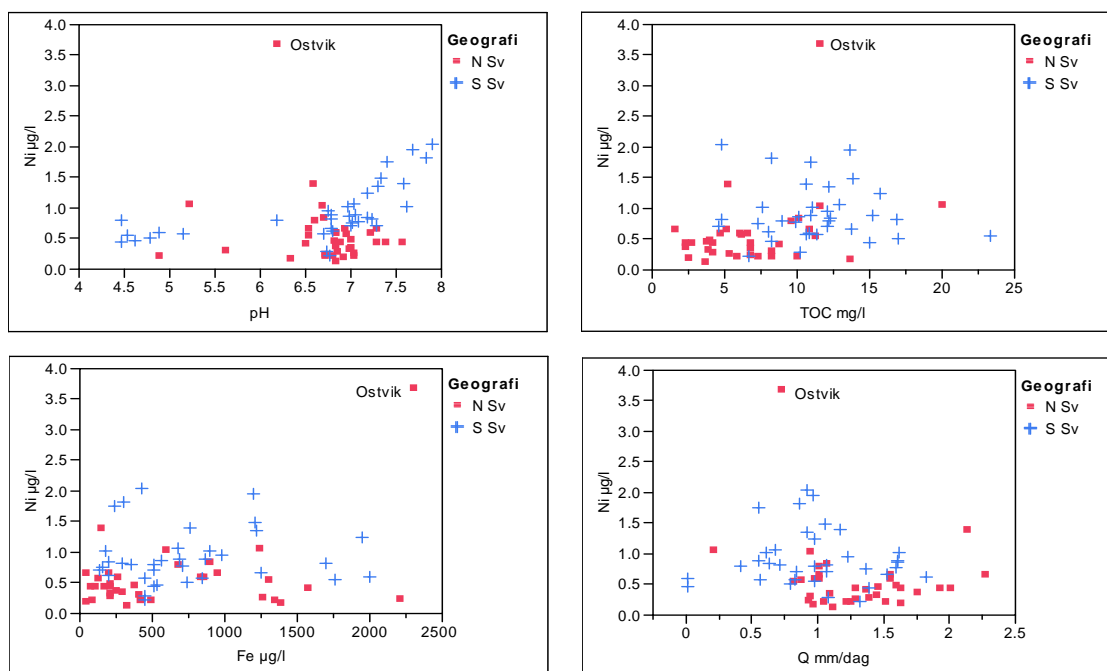 4.0
3.5
3.0
2.5
2.0
1.5
1.0
0.5
0.0
Ni µg/l
Ostvik
4 4.5 5 5.5 6 6.5 7 7.5 8
pH
Geografi
N Sv
S Sv
4.0
3.5
3.0
2.5
2.0
1.5
1.0
0.5
0.0
Ni µg/l
Ostvik
0 5 10 15 20 25
TOC mg/l
Geografi
N Sv
S Sv
4.0
3.5
3.0
2.5
2.0
1.5
1.0
0.5
0.0
Ni µg/l
Ostvik
0 500 1000 1500 2000 2500
Fe µg/l
Geografi
N Sv
S Sv
4.0
3.5
3.0
2.5
2.0
1.5
1.0
0.5
0.0
Ni µg/l
Ostvik
0 0.5 1 1.5 2.0 2.5
Q mm/dag
Geografi
N Sv
S Sv